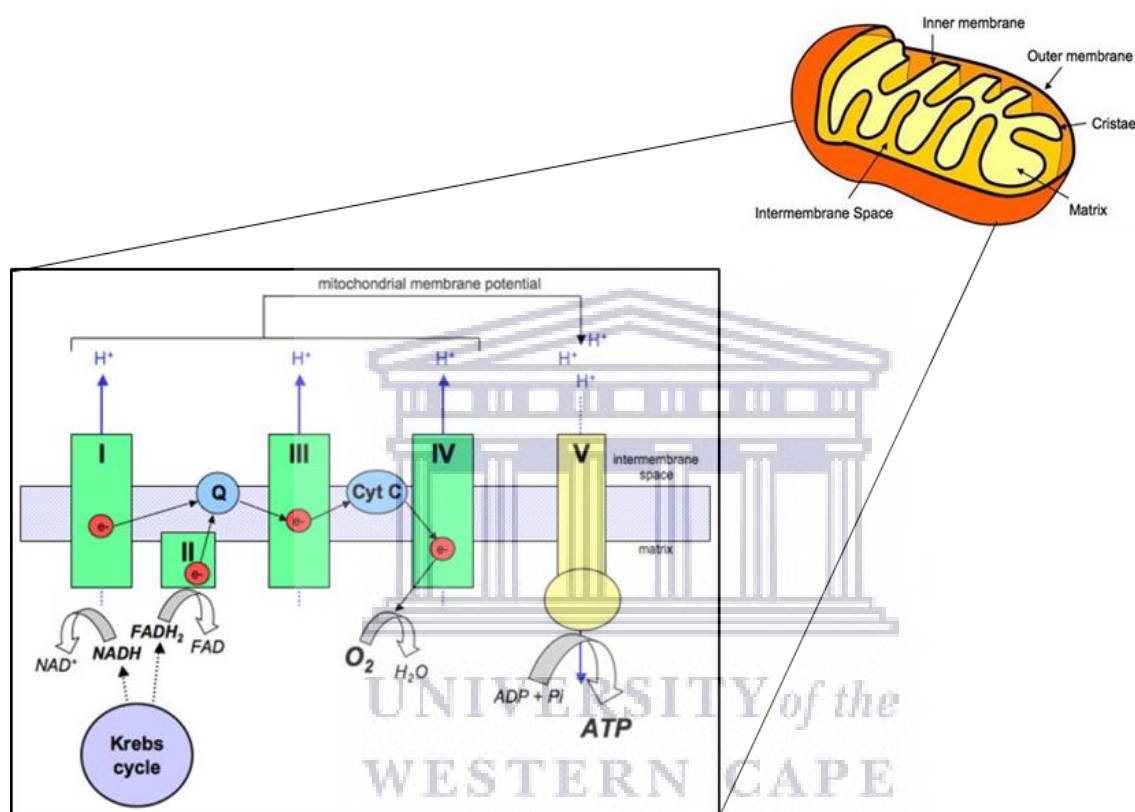 Inner membrane
Outer membrane
Cristae
Intermembrane Space
Matrix
mitochondrial membrane potential
H⁺
H⁺
H⁺
H⁺
H⁺
H⁺
I
III
IV
V
intermembrane
space
Q
Cyt C
e-
e-
e-
II
e-
matrix
FADH₂
FAD
NAD⁺
NADH
O₂
H₂O
ADP + Pi
ATP
Krebs
cycle
UNIVERSITY of the
WESTERN CAPE